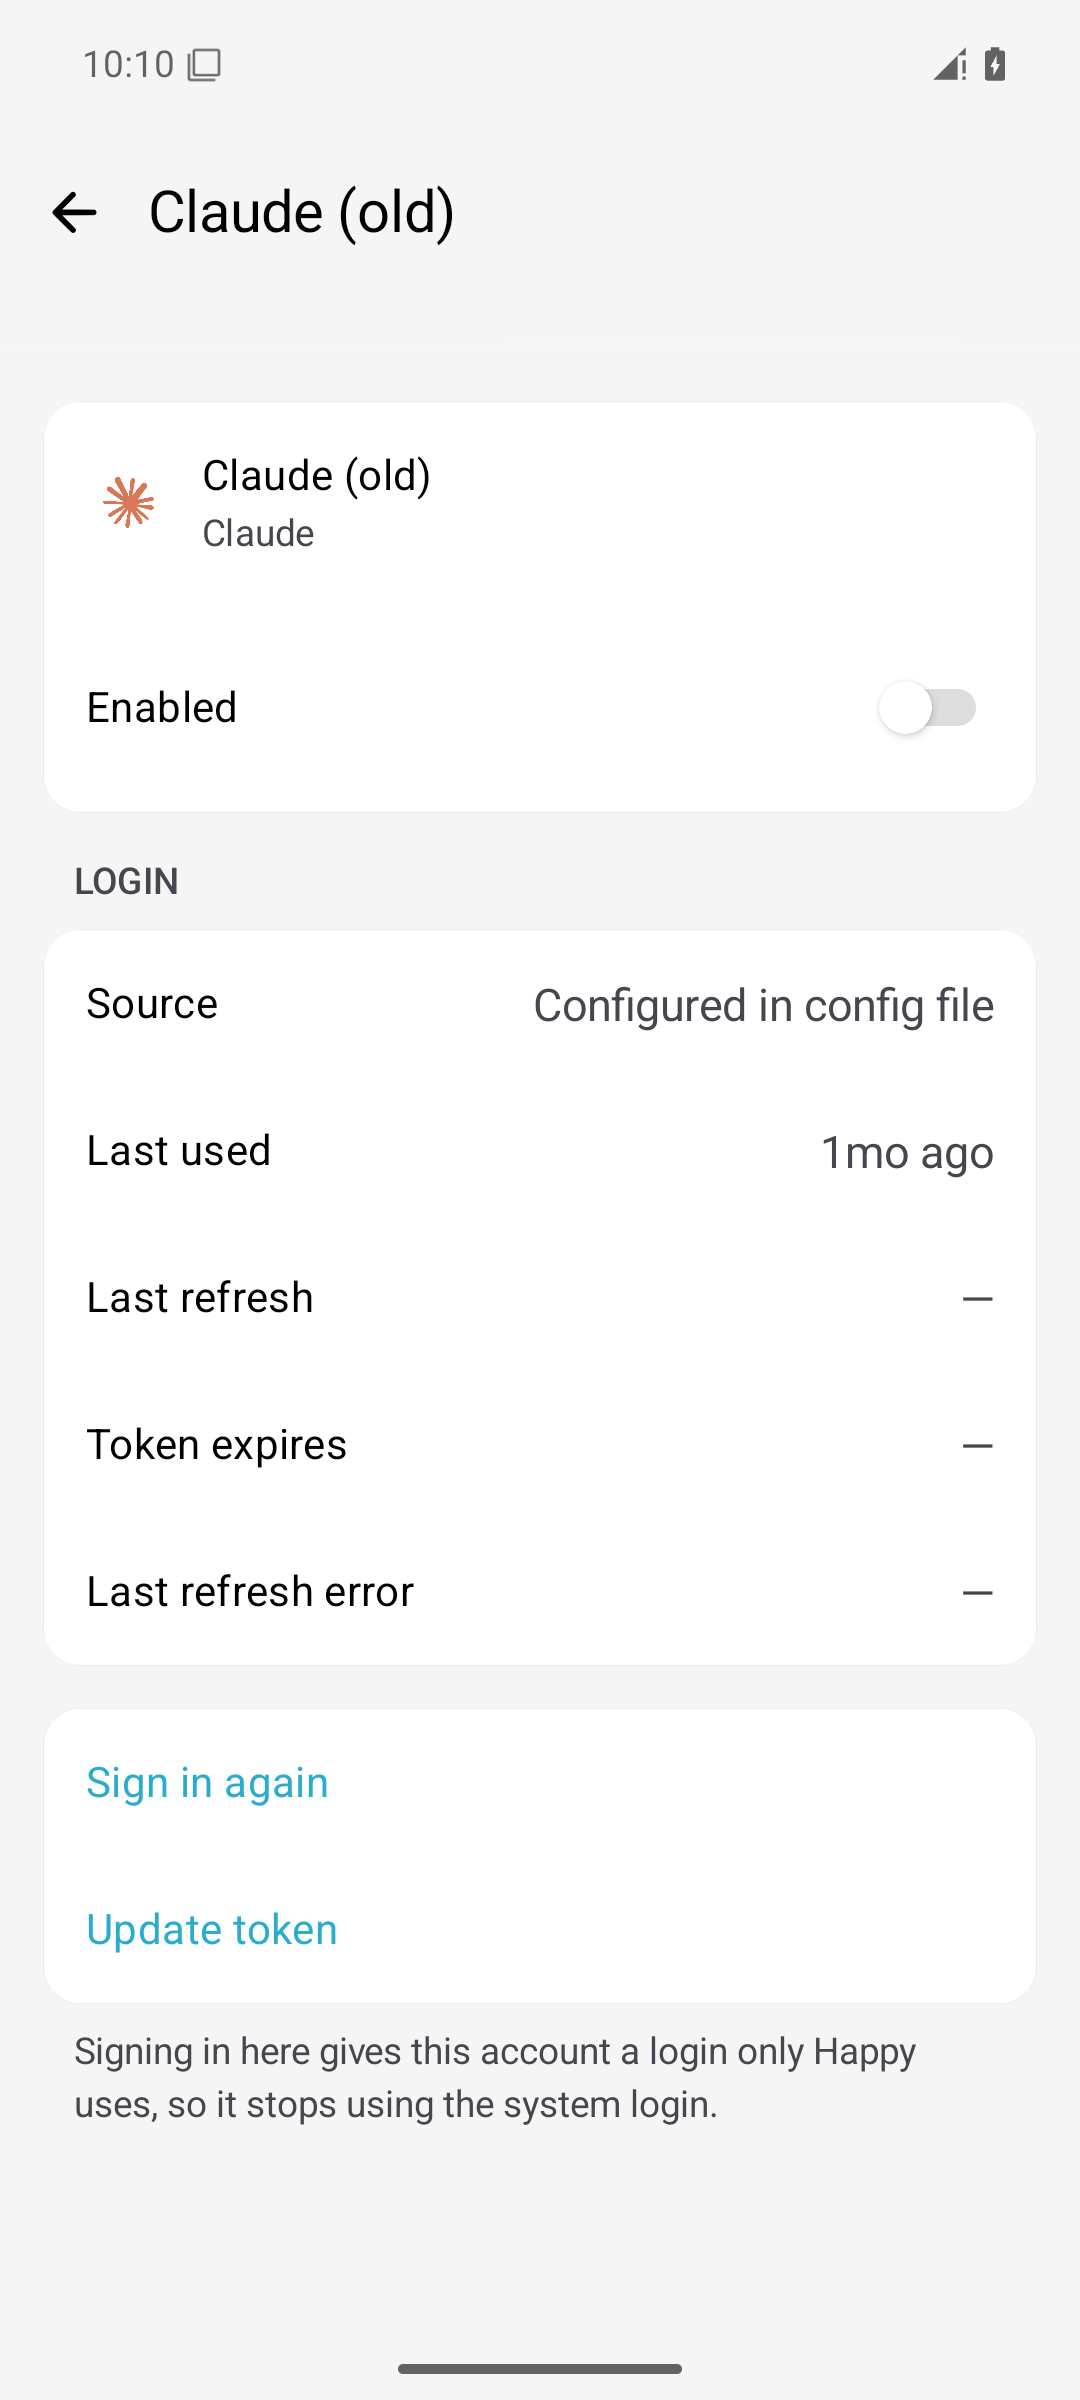 10:10
Claude (old)
Claude (old)
Claude
Enabled
LOGIN
Source
Configured in config file
Last used
1mo ago
Last refresh
—
Token expires
—
Last refresh error
—
Sign in again
Update token
Signing in here gives this account a login only Happy
uses, so it stops using the system login.